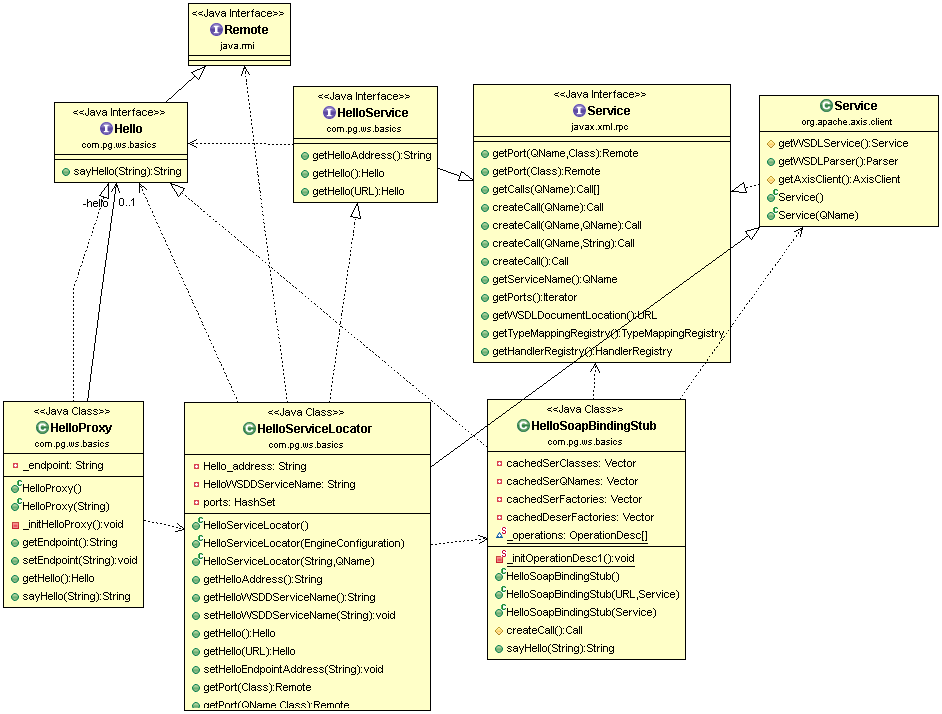 <<Java Interface>>
Remote
java.rmi
<<Java Interface>>
Hello
com.pg.ws.basics
sayHello(String):String
<<Java Interface>>
HelloService
com.pg.ws.basics
getHelloAddress():String
getHello():Hello
getHello(URL):Hello
<<Java Interface>>
Service
javax.xml.rpc
getPort(QName,Class):Remote
getPort(Class):Remote
getCalls(QName):Call[]
createCall(QName):Call
createCall(QName,QName):Call
createCall(QName,String):Call
createCall():Call
getServiceName():QName
getPorts():Iterator
getWSDLDocumentLocation():URL
getTypeMappingRegistry():TypeMappingRegistry
getHandlerRegistry():HandlerRegistry
Service
org.apache.axis.client
getWSDLService():Service
getWSDLParser():Parser
getAxisClient():AxisClient
Service()
Service(QName)
-hello 0..1
<<Java Class>>
HelloProxy
com.pg.ws.basics
_endpoint: String
HelloProxy()
HelloProxy(String)
_initHelloProxy():void
getEndpoint():String
setEndpoint(String):void
getHello():Hello
sayHello(String):String
<<Java Class>>
HelloServiceLocator
com.pg.ws.basics
Hello_address: String
HelloWSDDServiceName: String
ports: HashSet
HelloServiceLocator()
HelloServiceLocator(EngineConfiguration)
HelloServiceLocator(String,QName)
getHelloAddress():String
getHelloWSDDServiceName():String
setHelloWSDDServiceName(String):void
getHello():Hello
getHello(URL):Hello
setHelloEndpointAddress(String):void
getPort(Class):Remote
getPort(QName,Class):Remote
<<Java Class>>
HelloSoapBindingStub
com.pg.ws.basics
cachedSerClasses: Vector
cachedSerQNames: Vector
cachedSerFactories: Vector
cachedDeserFactories: Vector
_operations: OperationDesc[]
_initOperationDesc1():void
HelloSoapBindingStub()
HelloSoapBindingStub(URL,Service)
HelloSoapBindingStub(Service)
createCall():Call
sayHello(String):String